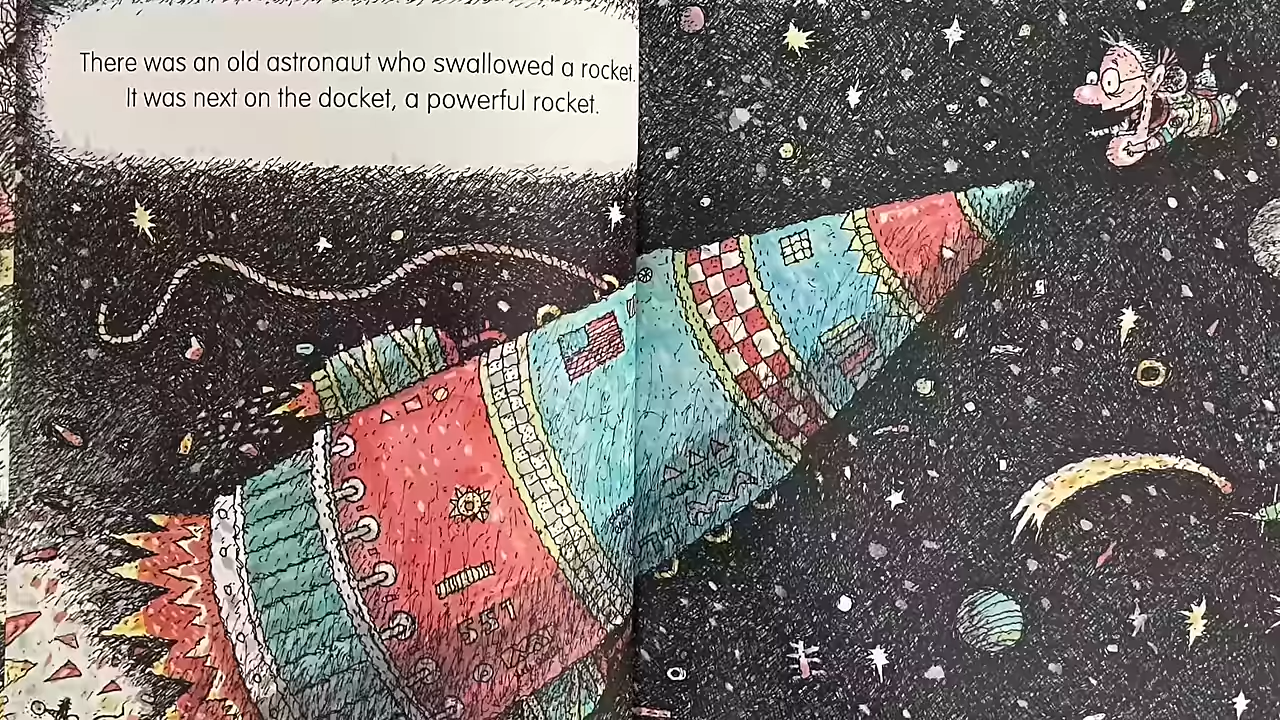 There was an old astronaut who swallowed a rocket.
It was next on the docket, a powerful rocket.